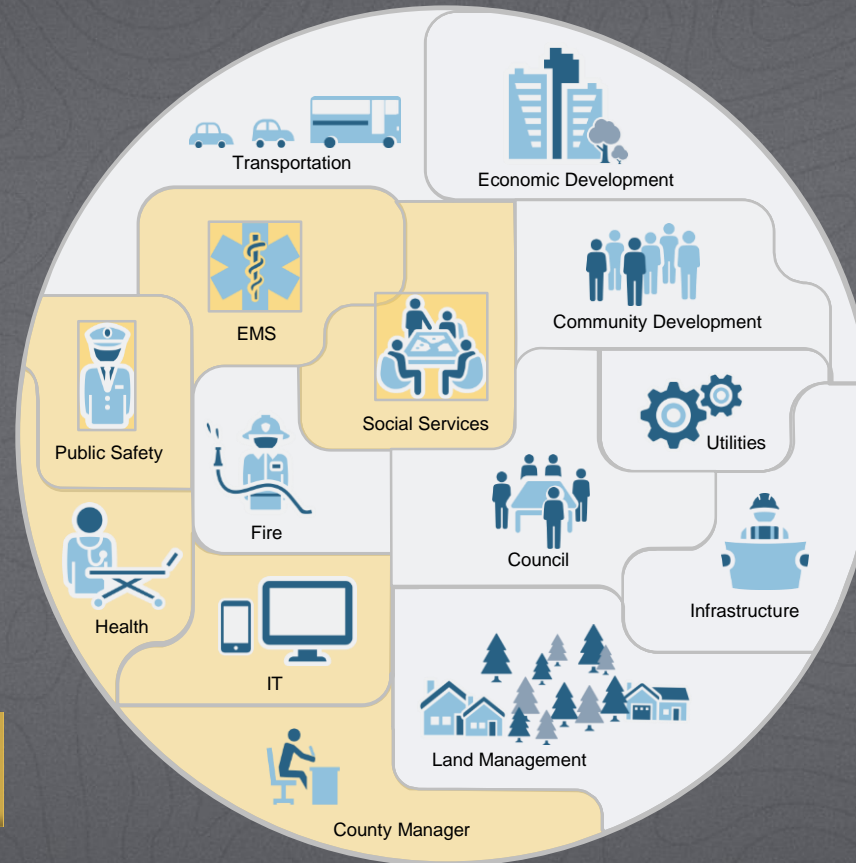 Transportation
Economic Development
EMS
Community Development
Social Services
Utilities
Public Safety
Fire
Council
Infrastructure
Health
IT
Land Management
County Manager